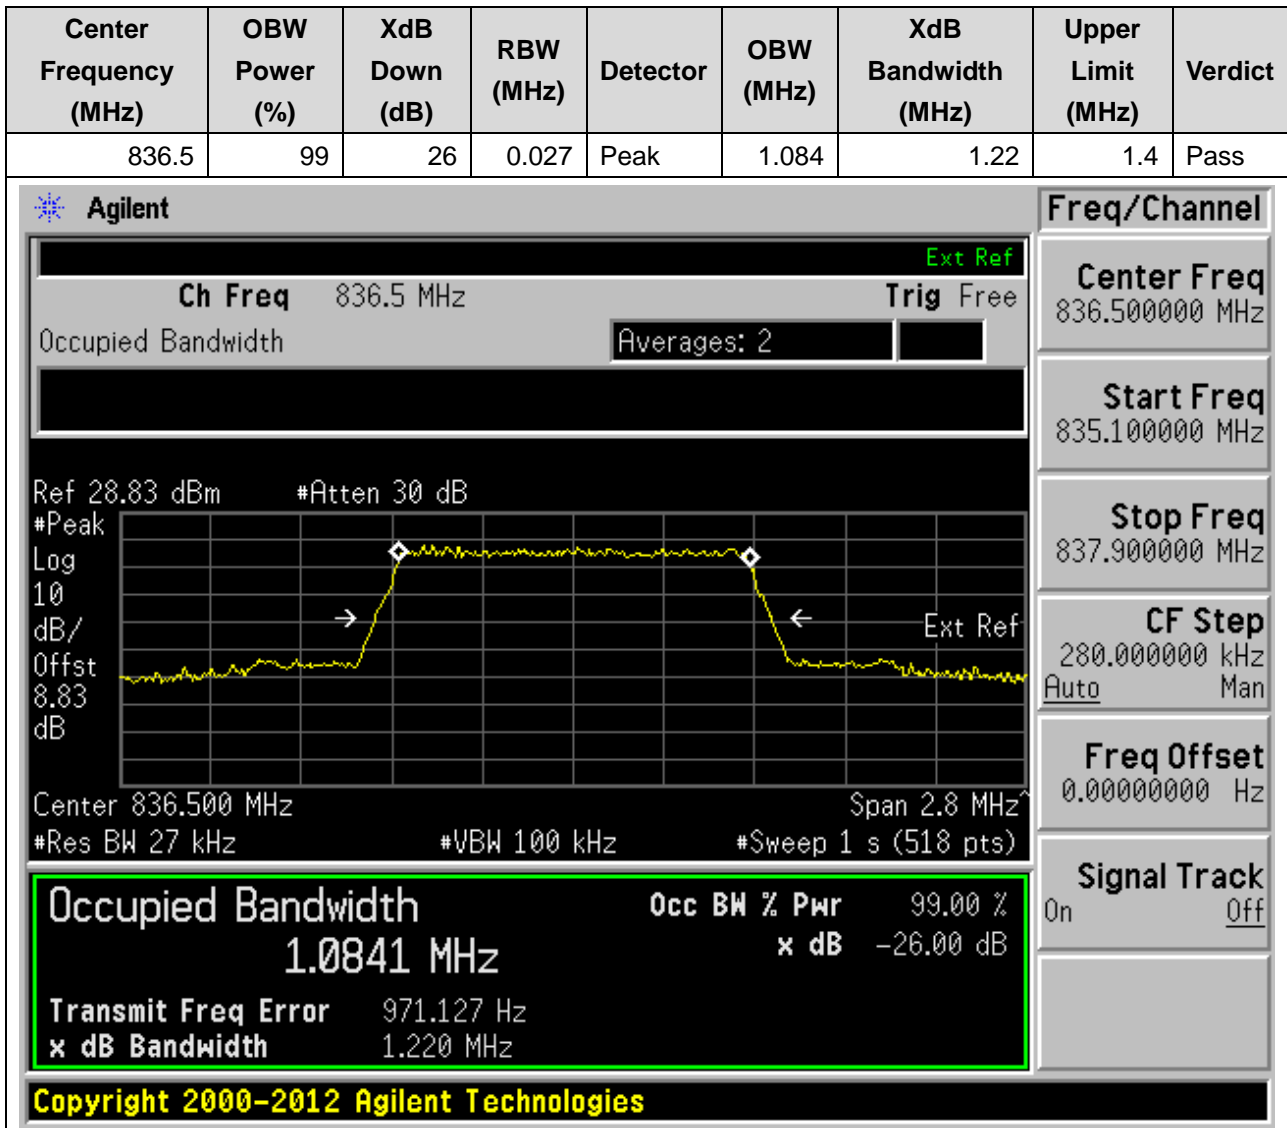 Center Frequency (MHz) OBW Power (%) XdB Down (dB) RBW (MHz) Detector OBW (MHz) XdB Bandwidth (MHz) Upper Limit (MHz) Verdict
836.5 99 26 0.027 Peak 1.084 1.22 1.4 Pass
Agilent
Freq/Channel
Ext Ref
Ch Freq 836.5 MHz Trig Free
Occupied Bandwidth
Averages: 2
Center Freq
836.500000 MHz
Start Freq
835.100000 MHz
Stop Freq
837.900000 MHz
CF Step
280.000000 kHz
Auto Man
Freq Offset
0.00000000 Hz
Signal Track
On Off
Ref 28.83 dBm #Atten 30 dB
#Peak
Log
10
dB/
Offst
8.83
dB
Ext Ref
Center 836.500 MHz Span 2.8 MHz^
#Res BW 27 kHz #VBW 100 kHz #Sweep 1 s (518 pts)
Occupied Bandwidth
1.0841 MHz
Occ BW % Pwr 99.00 %
x dB -26.00 dB
Transmit Freq Error 971.127 Hz
x dB Bandwidth 1.220 MHz
Copyright 2000-2012 Agilent Technologies